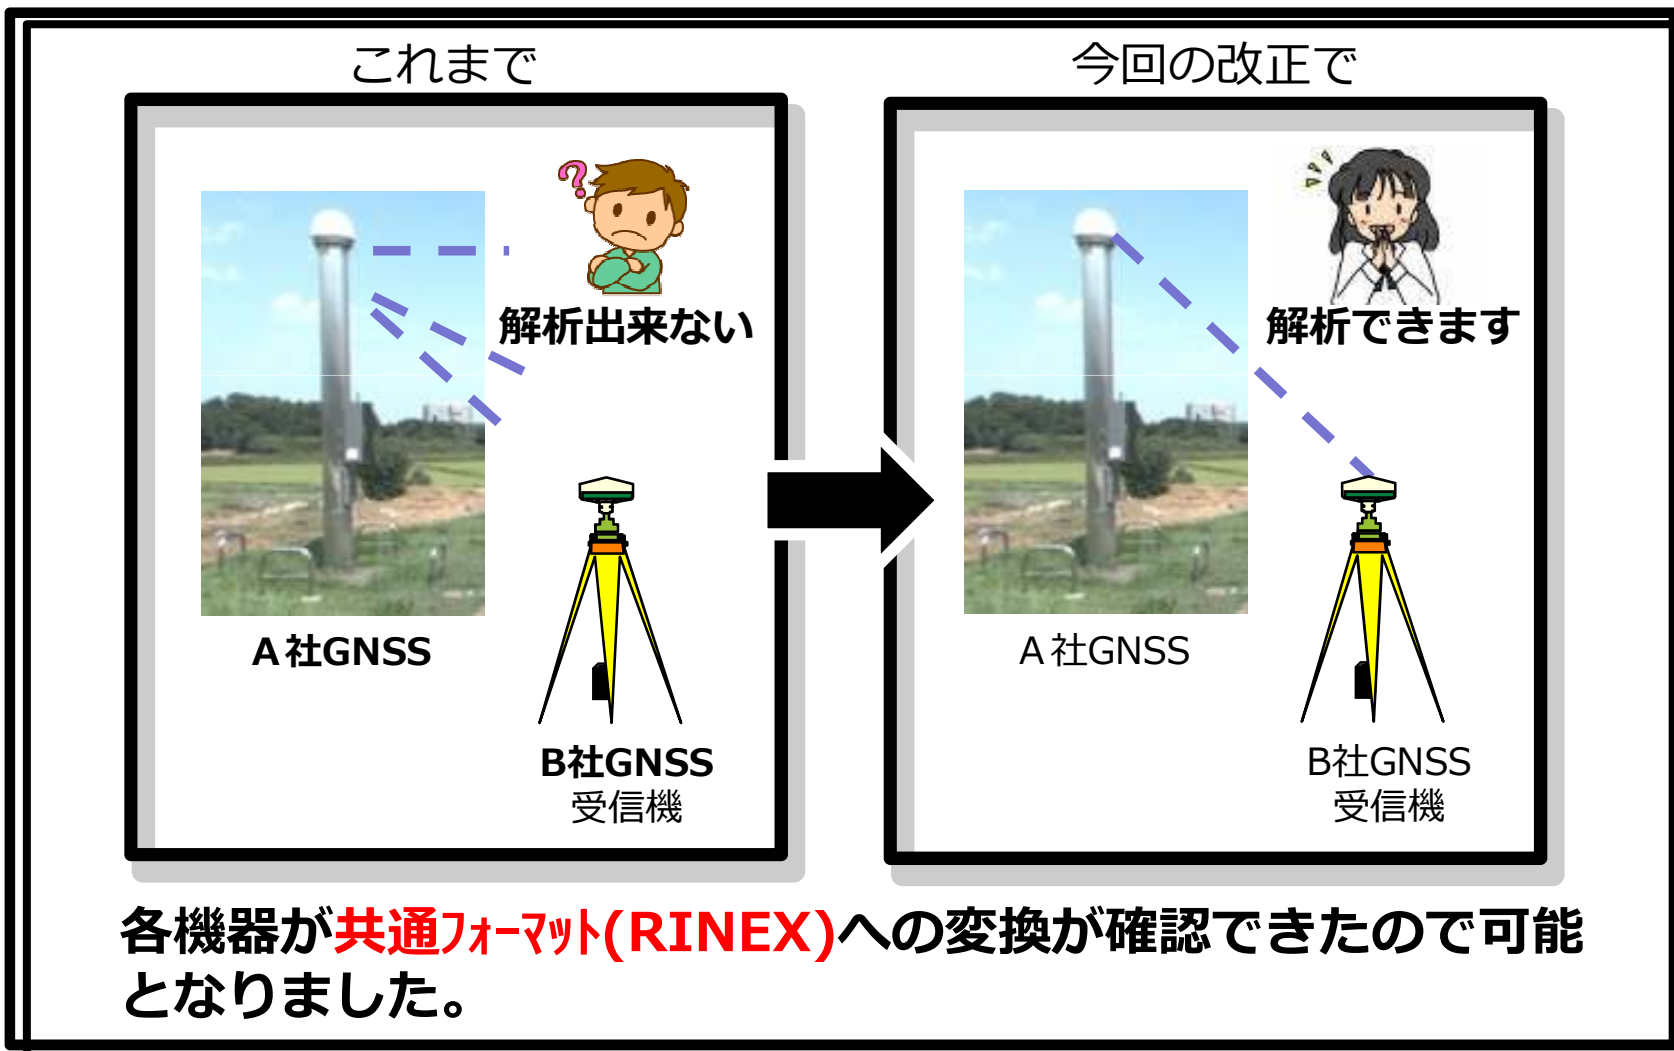 これまで
今回の改正で
?
解析出来ない
A社GNSS
B社GNSS
受信機
解析できます
A社GNSS
B社GNSS
受信機
各機器が共通ﾌｫｰﾏｯﾄ(RINEX)への変換が確認できたので可能
となりました。